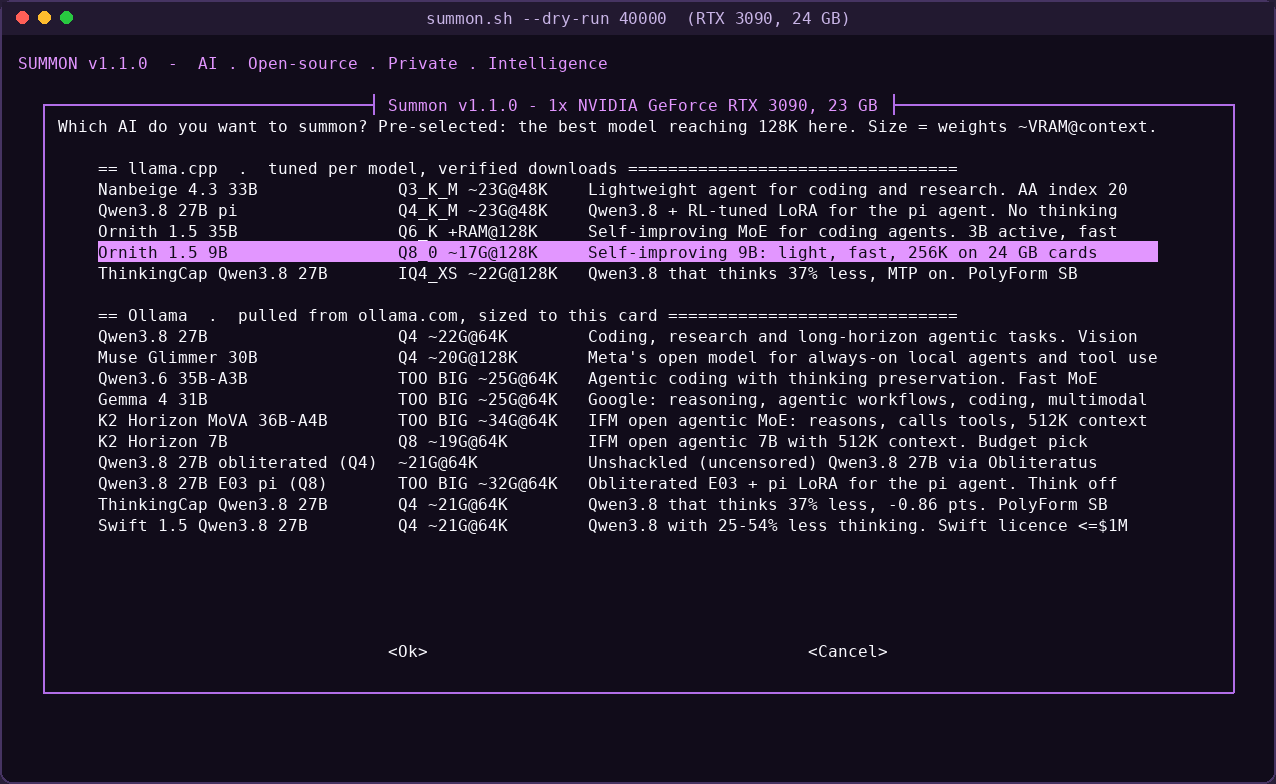 summon.sh --dry-run 40000  (RTX 3090, 24 GB)
SUMMON v1.1.0  -  AI . Open-source . Private . Intelligence
Summon v1.1.0 - 1x NVIDIA GeForce RTX 3090, 23 GB
Which AI do you want to summon? Pre-selected: the best model reaching 128K here. Size = weights ~VRAM@context.
== llama.cpp  .  tuned per model, verified downloads =================================
Nanbeige 4.3 33B              Q3_K_M ~23G@48K    Lightweight agent for coding and research. AA index 20
Qwen3.8 27B pi                Q4_K_M ~23G@48K    Qwen3.8 + RL-tuned LoRA for the pi agent. No thinking
Ornith 1.5 35B                Q6_K +RAM@128K     Self-improving MoE for coding agents. 3B active, fast
Ornith 1.5 9B                 Q8_0 ~17G@128K     Self-improving 9B: light, fast, 256K on 24 GB cards
ThinkingCap Qwen3.8 27B       IQ4_XS ~22G@128K   Qwen3.8 that thinks 37% less, MTP on. PolyForm SB
== Ollama  .  pulled from ollama.com, sized to this card =============================
Qwen3.8 27B                   Q4 ~22G@64K        Coding, research and long-horizon agentic tasks. Vision
Muse Glimmer 30B              Q4 ~20G@128K       Meta's open model for always-on local agents and tool use
Qwen3.6 35B-A3B               TOO BIG ~25G@64K   Agentic coding with thinking preservation. Fast MoE
Gemma 4 31B                   TOO BIG ~25G@64K   Google: reasoning, agentic workflows, coding, multimodal
K2 Horizon MoVA 36B-A4B       TOO BIG ~34G@64K   IFM open agentic MoE: reasons, calls tools, 512K context
K2 Horizon 7B                 Q8 ~19G@64K        IFM open agentic 7B with 512K context. Budget pick
Qwen3.8 27B obliterated (Q4)  ~21G@64K           Unshackled (uncensored) Qwen3.8 27B via Obliteratus
Qwen3.8 27B E03 pi (Q8)       TOO BIG ~32G@64K   Obliterated E03 + pi LoRA for the pi agent. Think off
ThinkingCap Qwen3.8 27B       Q4 ~21G@64K        Qwen3.8 that thinks 37% less, -0.86 pts. PolyForm SB
Swift 1.5 Qwen3.8 27B         Q4 ~21G@64K        Qwen3.8 with 25-54% less thinking. Swift licence <=$1M
<Ok>                                      <Cancel>